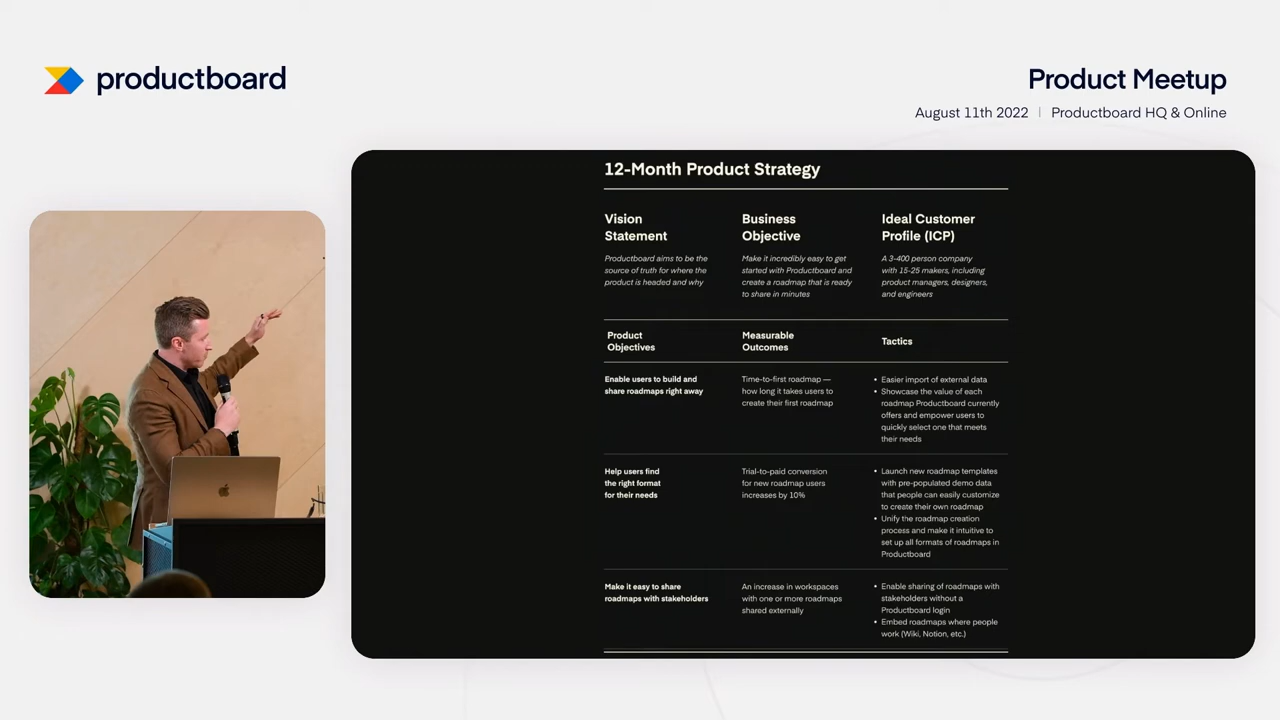 productboard
Product Meetup
August 11th 2022 | Productboard HQ & Online
12-Month Product Strategy
Vision
Statement
Productboard aims to be the
source of truth for where the
product is headed and why
Business
Objective
Make it incredibly easy to get
started with Productboard and
create a roadmap that is ready
to share in minutes
Ideal Customer
Profile (ICP)
A 3-400 person company
with 15-25 makers, including
product managers, designers,
and engineers
Product
Objectives
Measurable
Outcomes
Tactics
Enable users to build and
share roadmaps right away
Time-to-first roadmap —
how long it takes users to
create their first roadmap
• Easier import of external data
• Showcase the value of each
roadmap Productboard currently
offers and empower users to
quickly select one that meets
their needs
Help users find
the right format
for their needs
Trial-to-paid conversion
for new roadmap users
increases by 10%
• Launch new roadmap templates
with pre-populated demo data
that people can easily customize
to create their own roadmap
• Unify the roadmap creation
process and make it intuitive to
set up all formats of roadmaps in
Productboard
Make it easy to share
roadmaps with stakeholders
An increase in workspaces
with one or more roadmaps
shared externally
• Enable sharing of roadmaps with
stakeholders without a
Productboard login
• Embed roadmaps where people
work (Wiki, Notion, etc.)